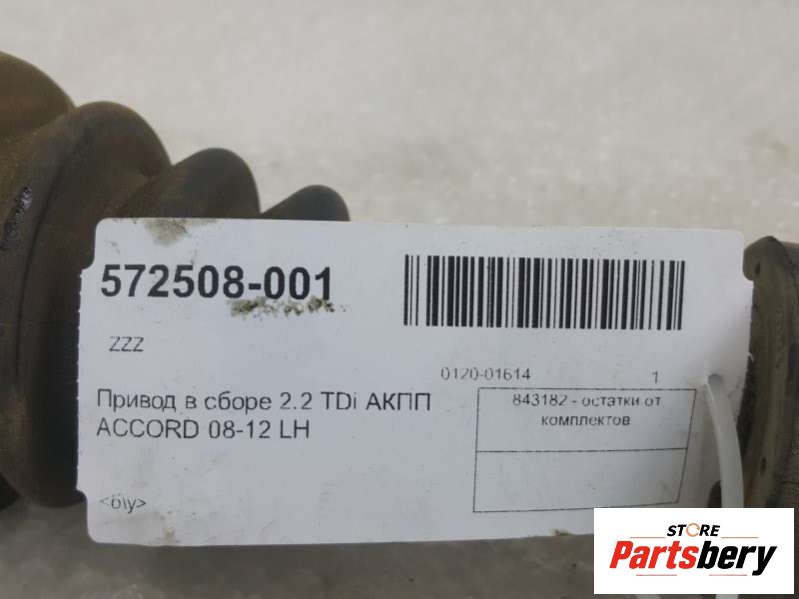 572508-001
ZZZ
0120-01614 1
Привод в сборе 2.2 TDi АКПП
ACCORD 08-12 LH
843182 - остатки от
комплектов
<б\у>
STORE
Partsbery